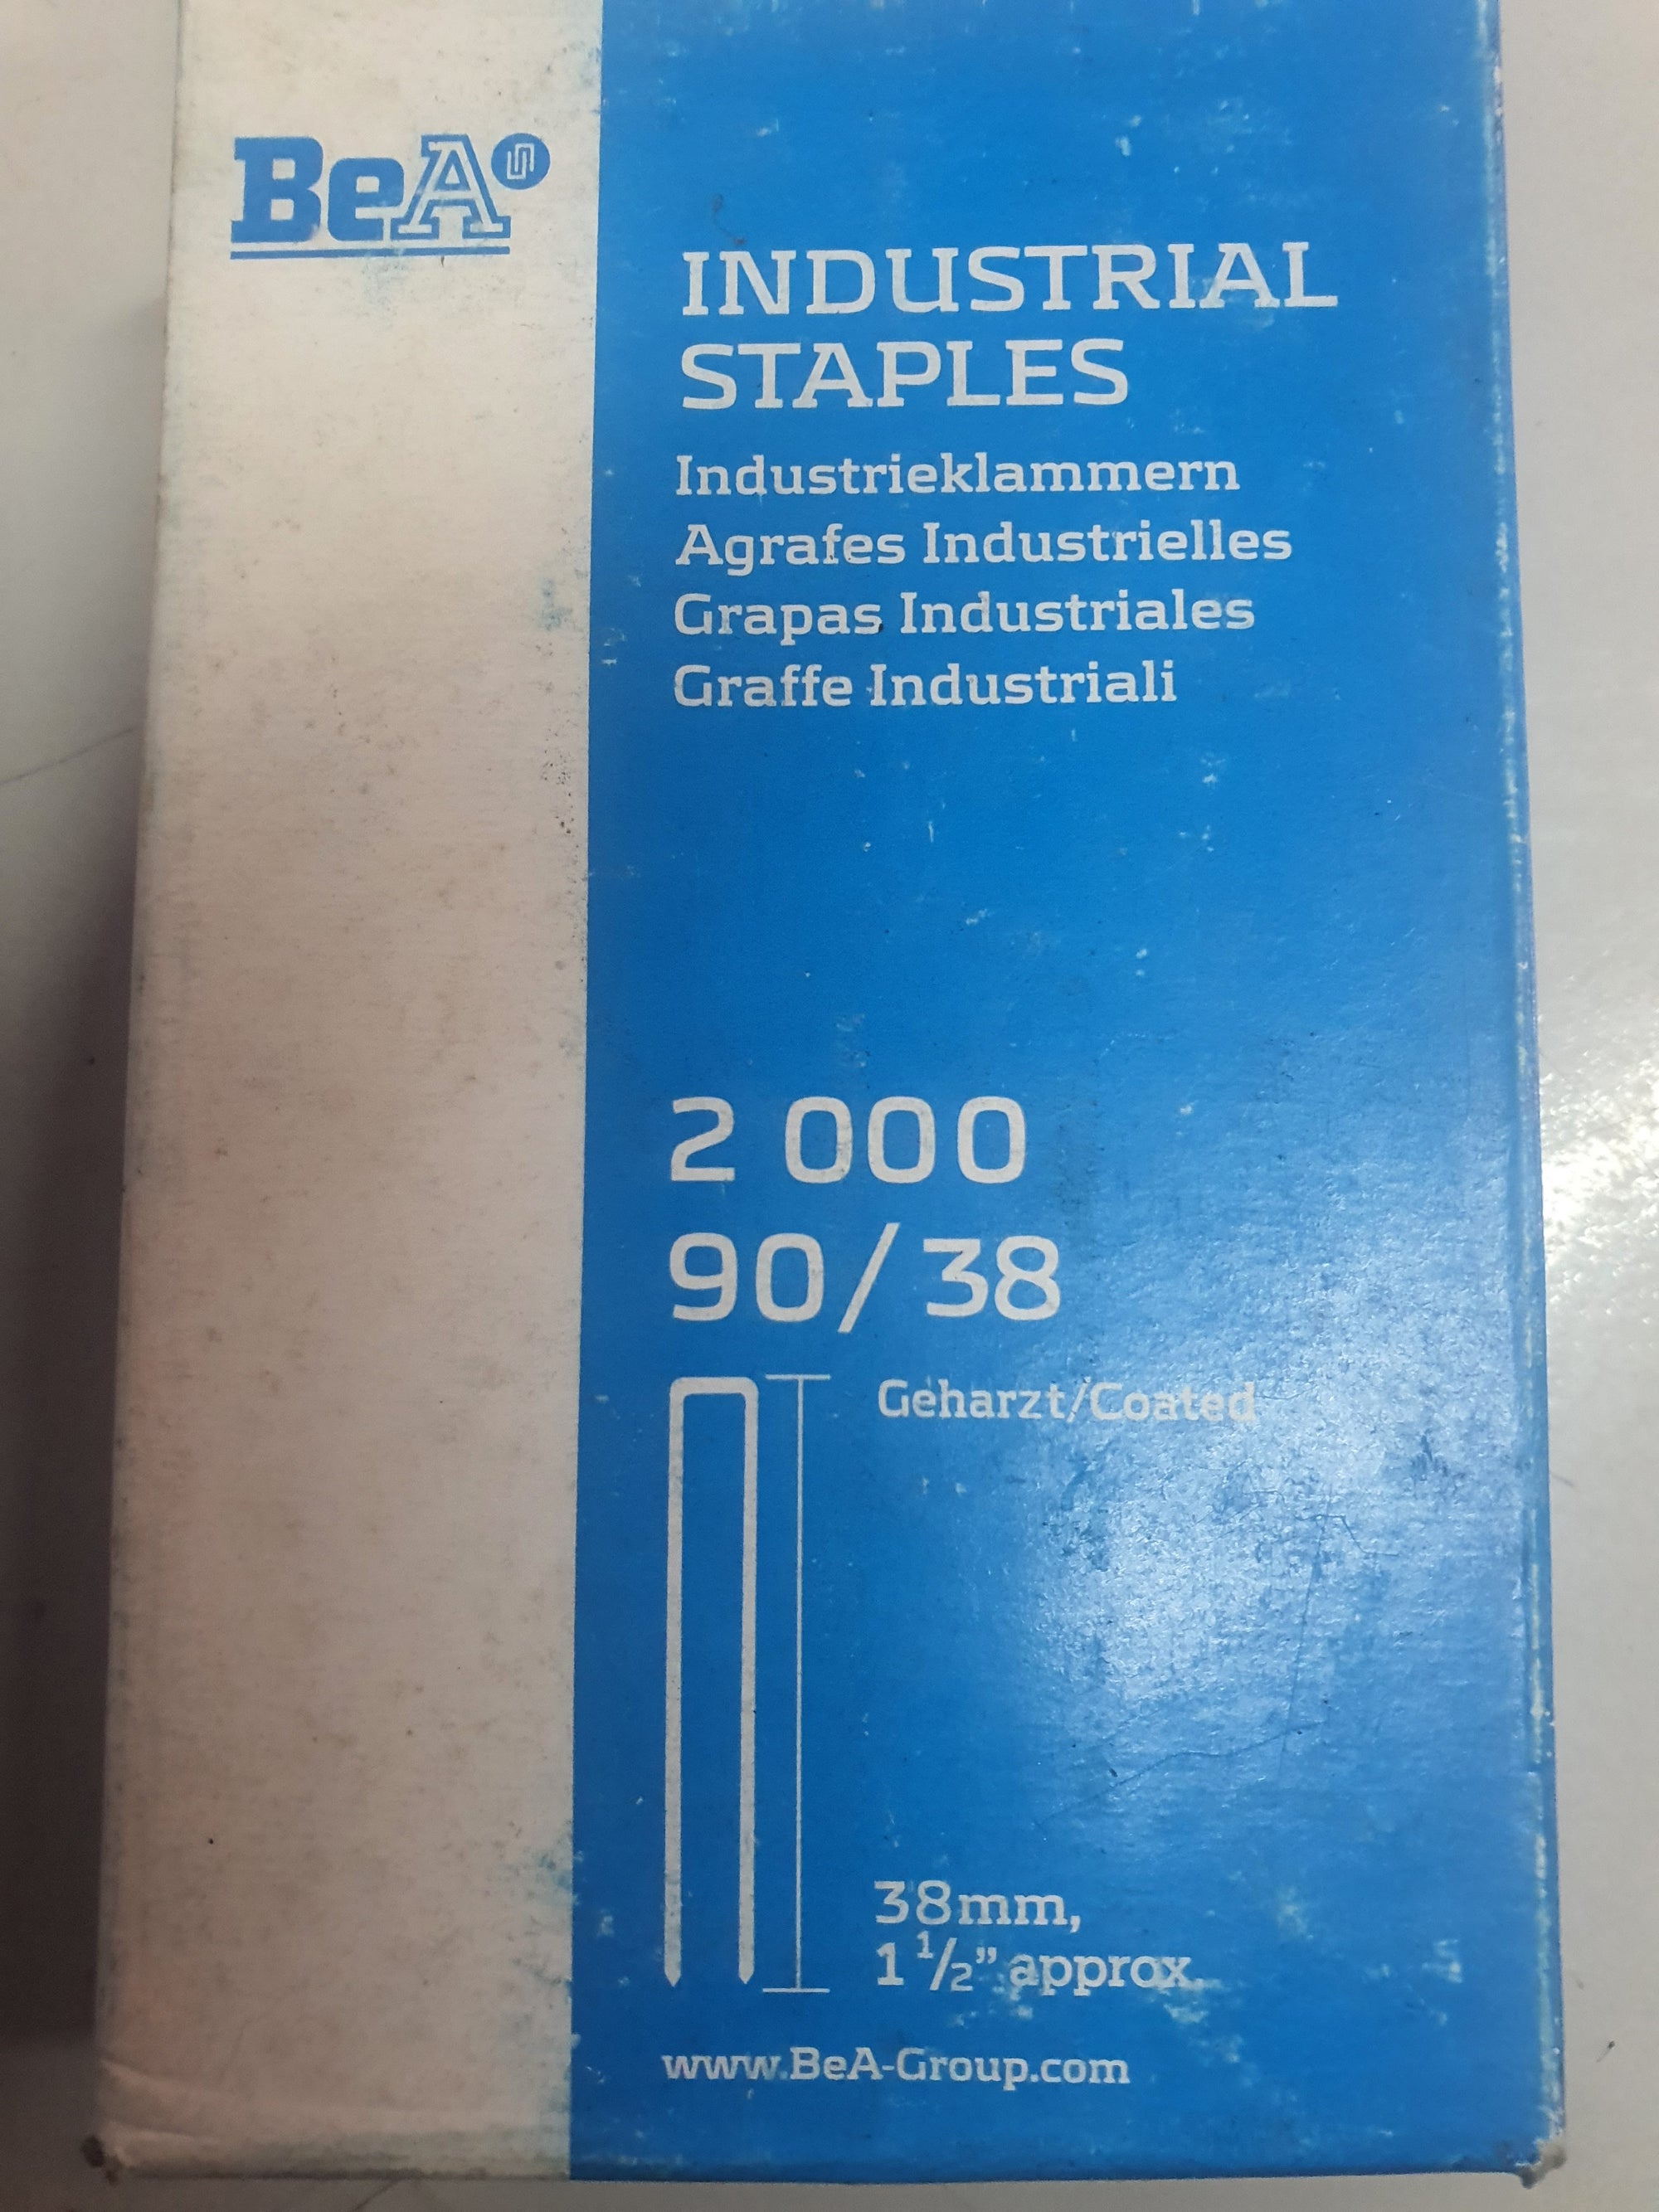 BeA
INDUSTRIAL
STAPLES
Industrieklammern
Agrafes Industrielles
Grapas Industriales
Graffe Industriali
2 000
90/38
Geharzt/Coated
38mm,
1 1/2” approx.
www.BeA-Group.com